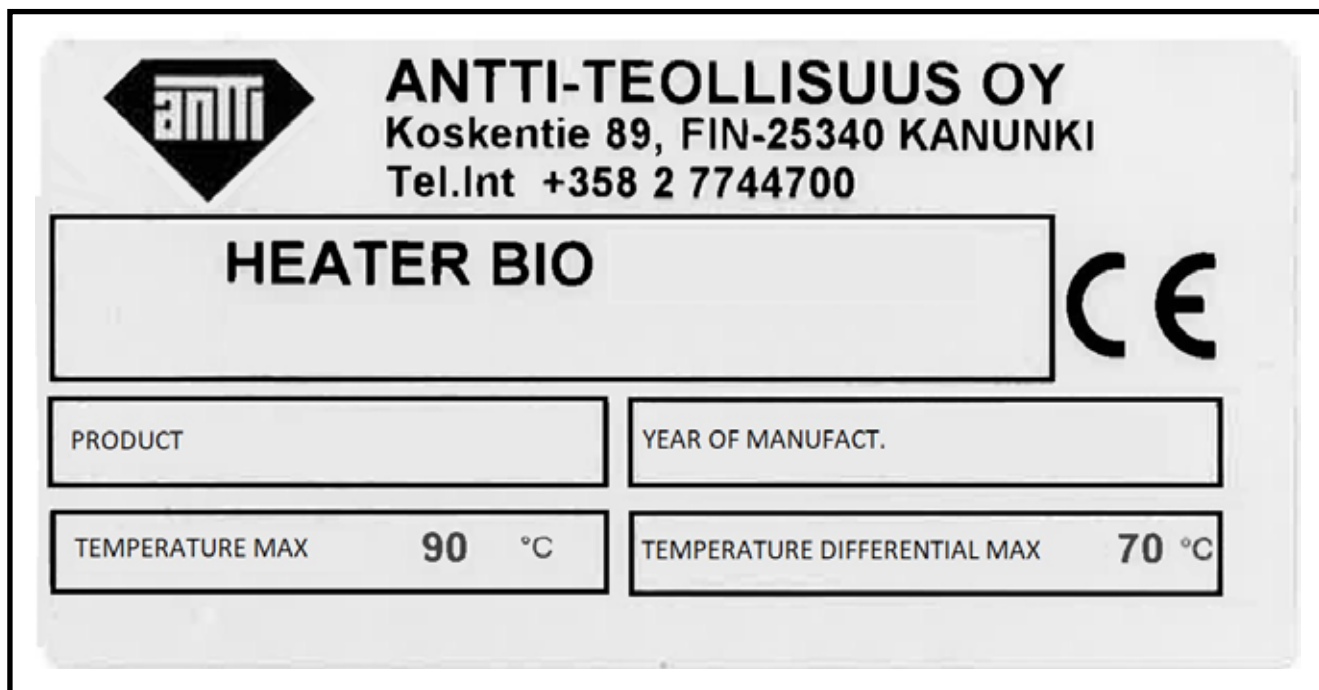 antti
ANTTI-TEOLLISUUS OY
Koskentie 89, FIN-25340 KANUNKI
Tel.Int +358 2 7744700
HEATER BIO
CE
PRODUCT
YEAR OF MANUFACT.
TEMPERATURE MAX 90 °C
TEMPERATURE DIFFERENTIAL MAX 70 °C